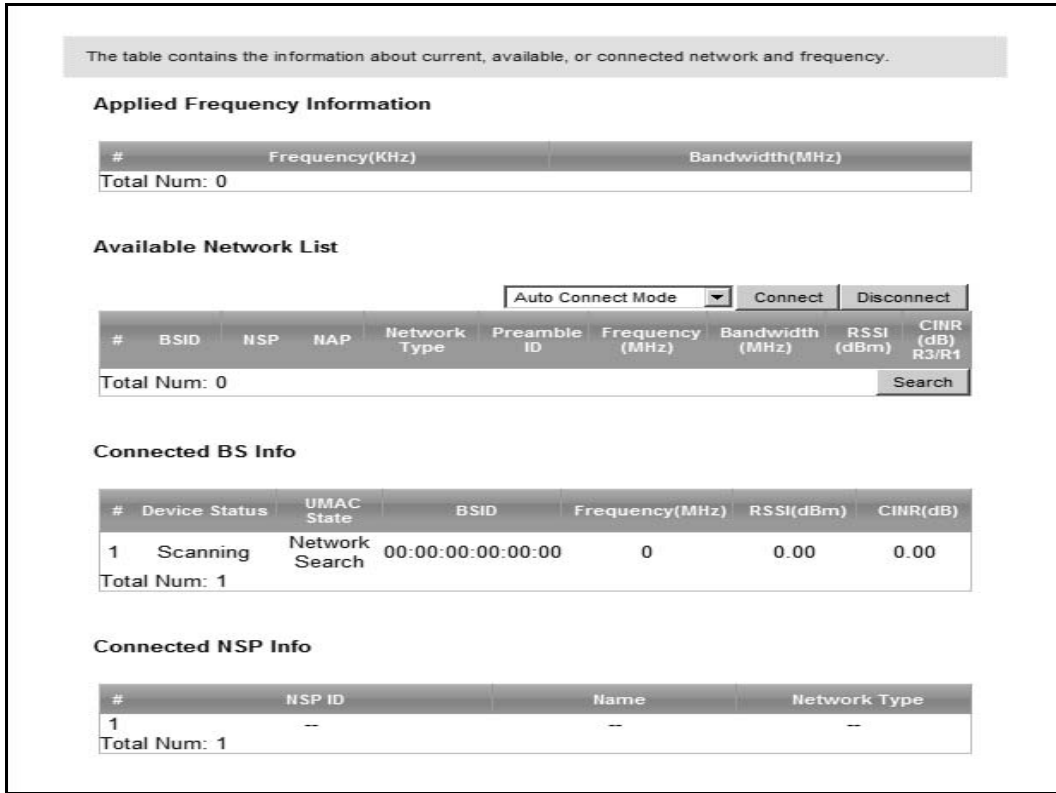 The table contains the information about current, available, or connected network and frequency.
Applied Frequency Information
# Frequency(KHz) Bandwidth(MHz)
Total Num: 0
Available Network List
Auto Connect Mode Connect Disconnect
# BSID NSP NAP Network Type Preamble ID Frequency (MHz) Bandwidth (MHz) RSSI (dBm) CINR (dB) R3/R1
Total Num: 0 Search
Connected BS Info
# Device Status UMAC State BSID Frequency(MHz) RSSI(dBm) CINR(dB)
1 Scanning Network Search 00:00:00:00:00:00 0 0.00 0.00
Total Num: 1
Connected NSP Info
# NSP ID Name Network Type
1 -- -- --
Total Num: 1